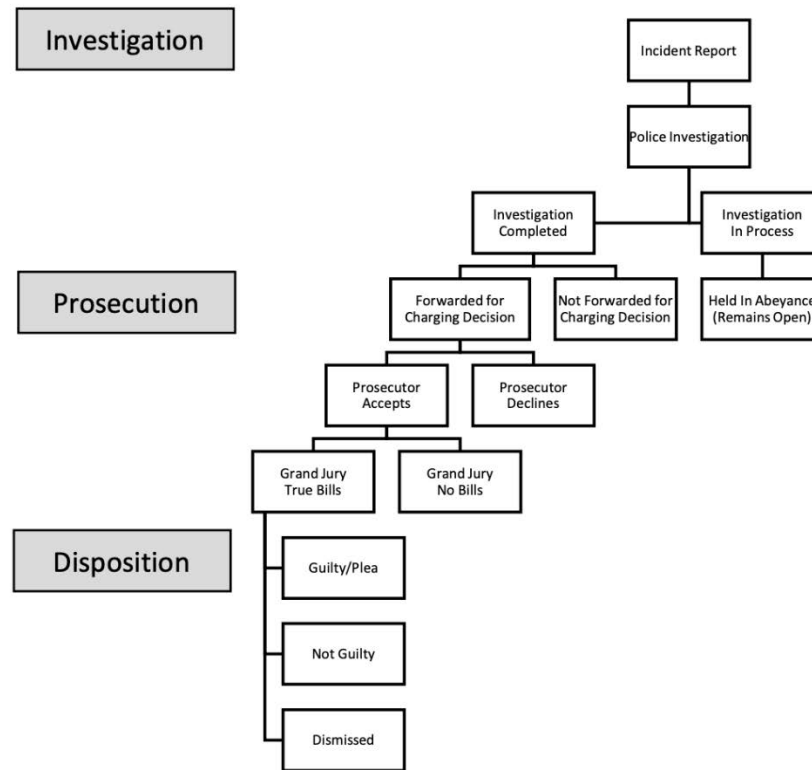 Investigation
Incident Report
Police Investigation
Investigation
Completed
Investigation
In Process
Prosecution
Forwarded for
Charging Decision
Not Forwarded for
Charging Decision
Held In Abeyance
(Remains Open)
Prosecutor
Accepts
Prosecutor
Declines
Grand Jury
True Bills
Grand Jury
No Bills
Disposition
Guilty/Plea
Not Guilty
Dismissed